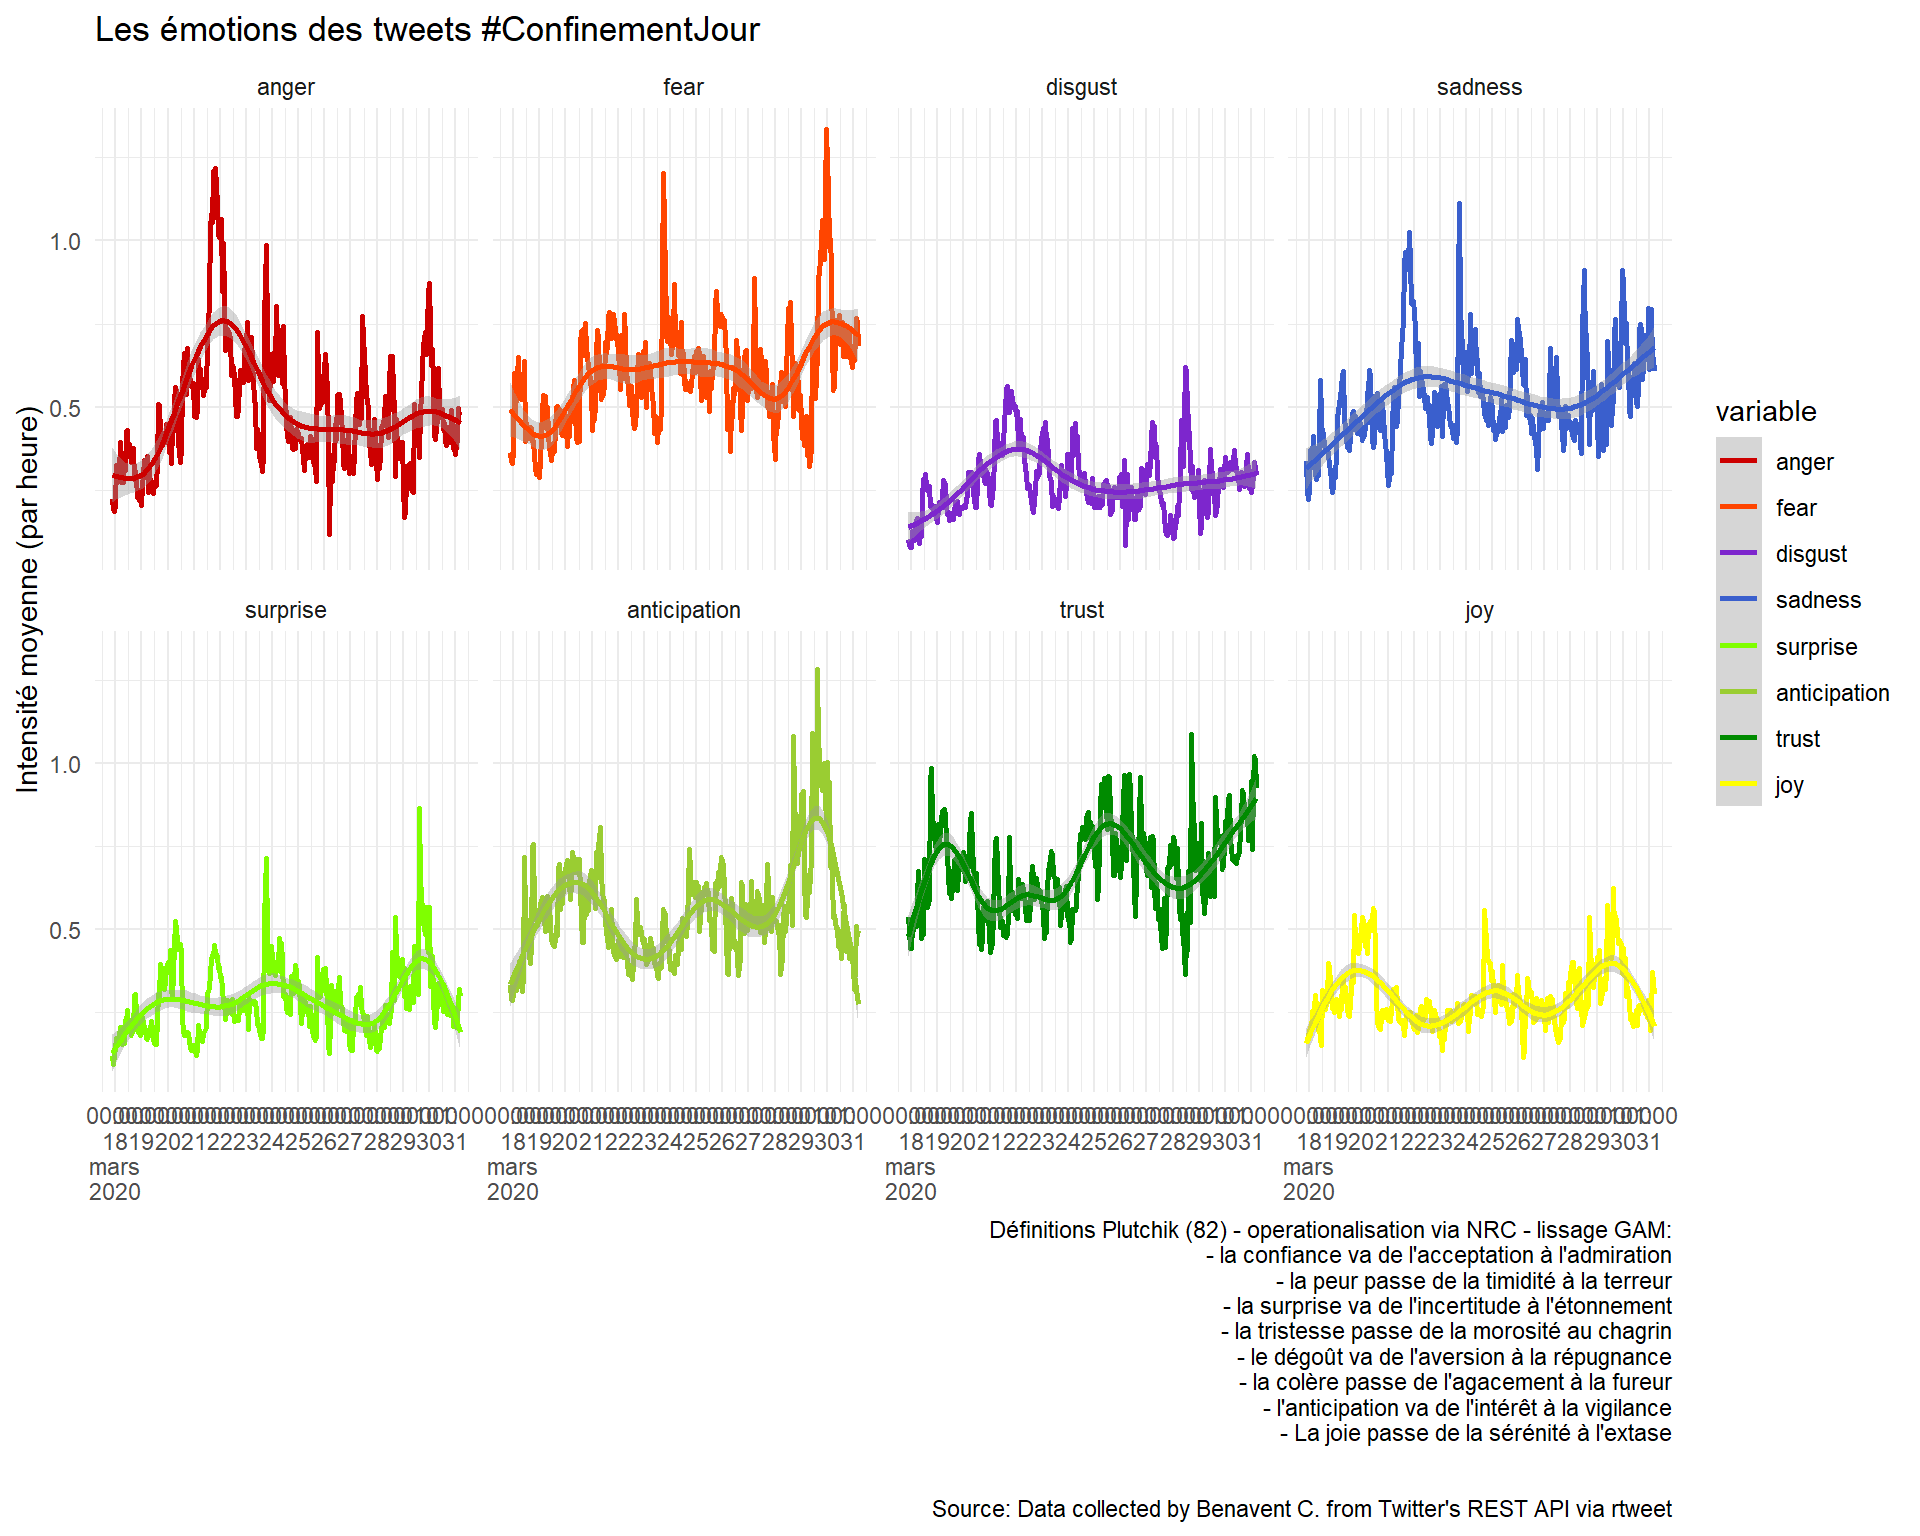 Les émotions des tweets #ConfinementJour
anger
fear
disgust
sadness
1.0
0.5
Intensité moyenne (par heure)
surprise
anticipation
trust
joy
1.0
0.5
1819202122232425262728293031
1819202122232425262728293031
1819202122232425262728293031
1819202122232425262728293031
mars
2020
mars
2020
mars
2020
mars
2020
variable
anger
fear
disgust
sadness
surprise
anticipation
trust
joy
Définitions Plutchik (82) - operationalisation via NRC - lissage GAM:
- la confiance va de l'acceptation à l'admiration
- la peur passe de la timidité à la terreur
- la surprise va de l'incertitude à l'étonnement
- la tristesse passe de la morosité au chagrin
- le dégoût va de l'aversion à la répugnance
- la colère passe de l'agacement à la fureur
- l'anticipation va de l'intérêt à la vigilance
- La joie passe de la sérénité à l'extase
Source: Data collected by Benavent C. from Twitter's REST API via rtweet